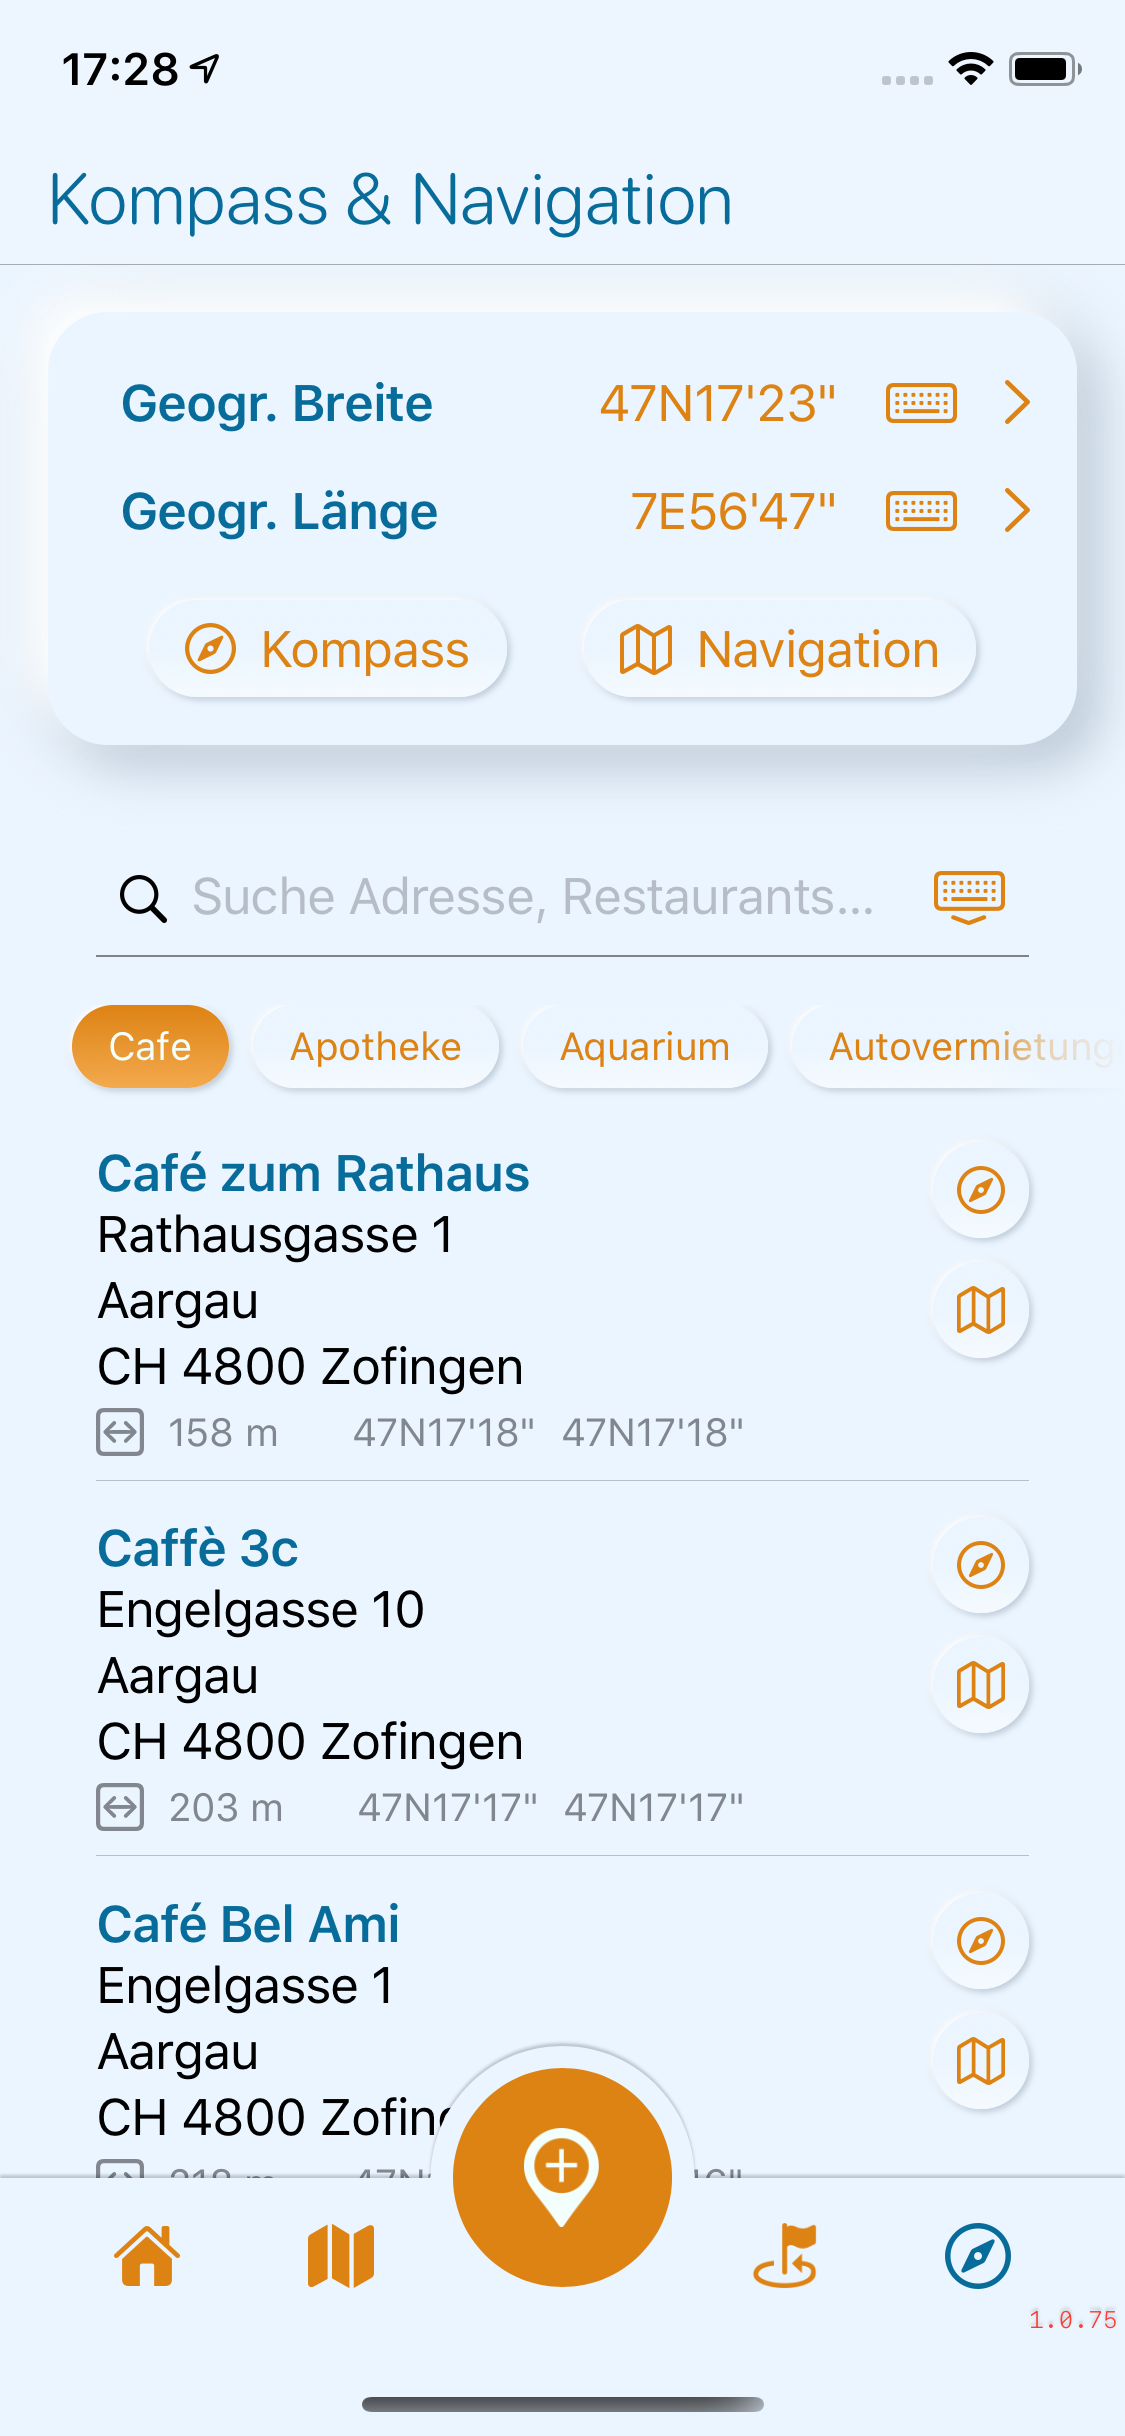 17:28
Kompass & Navigation
Geogr. Breite 47N17'23"
Geogr. Länge 7E56'47"
Kompass Navigation
Suche Adresse, Restaurants...
Cafe Apotheke Aquarium Autovermietung
Café zum Rathaus
Rathausgasse 1
Aargau
CH 4800 Zofingen
158 m 47N17'18" 47N17'18"
Caffè 3c
Engelgasse 10
Aargau
CH 4800 Zofingen
203 m 47N17'17" 47N17'17"
Café Bel Ami
Engelgasse 1
Aargau
CH 4800
1.0.75